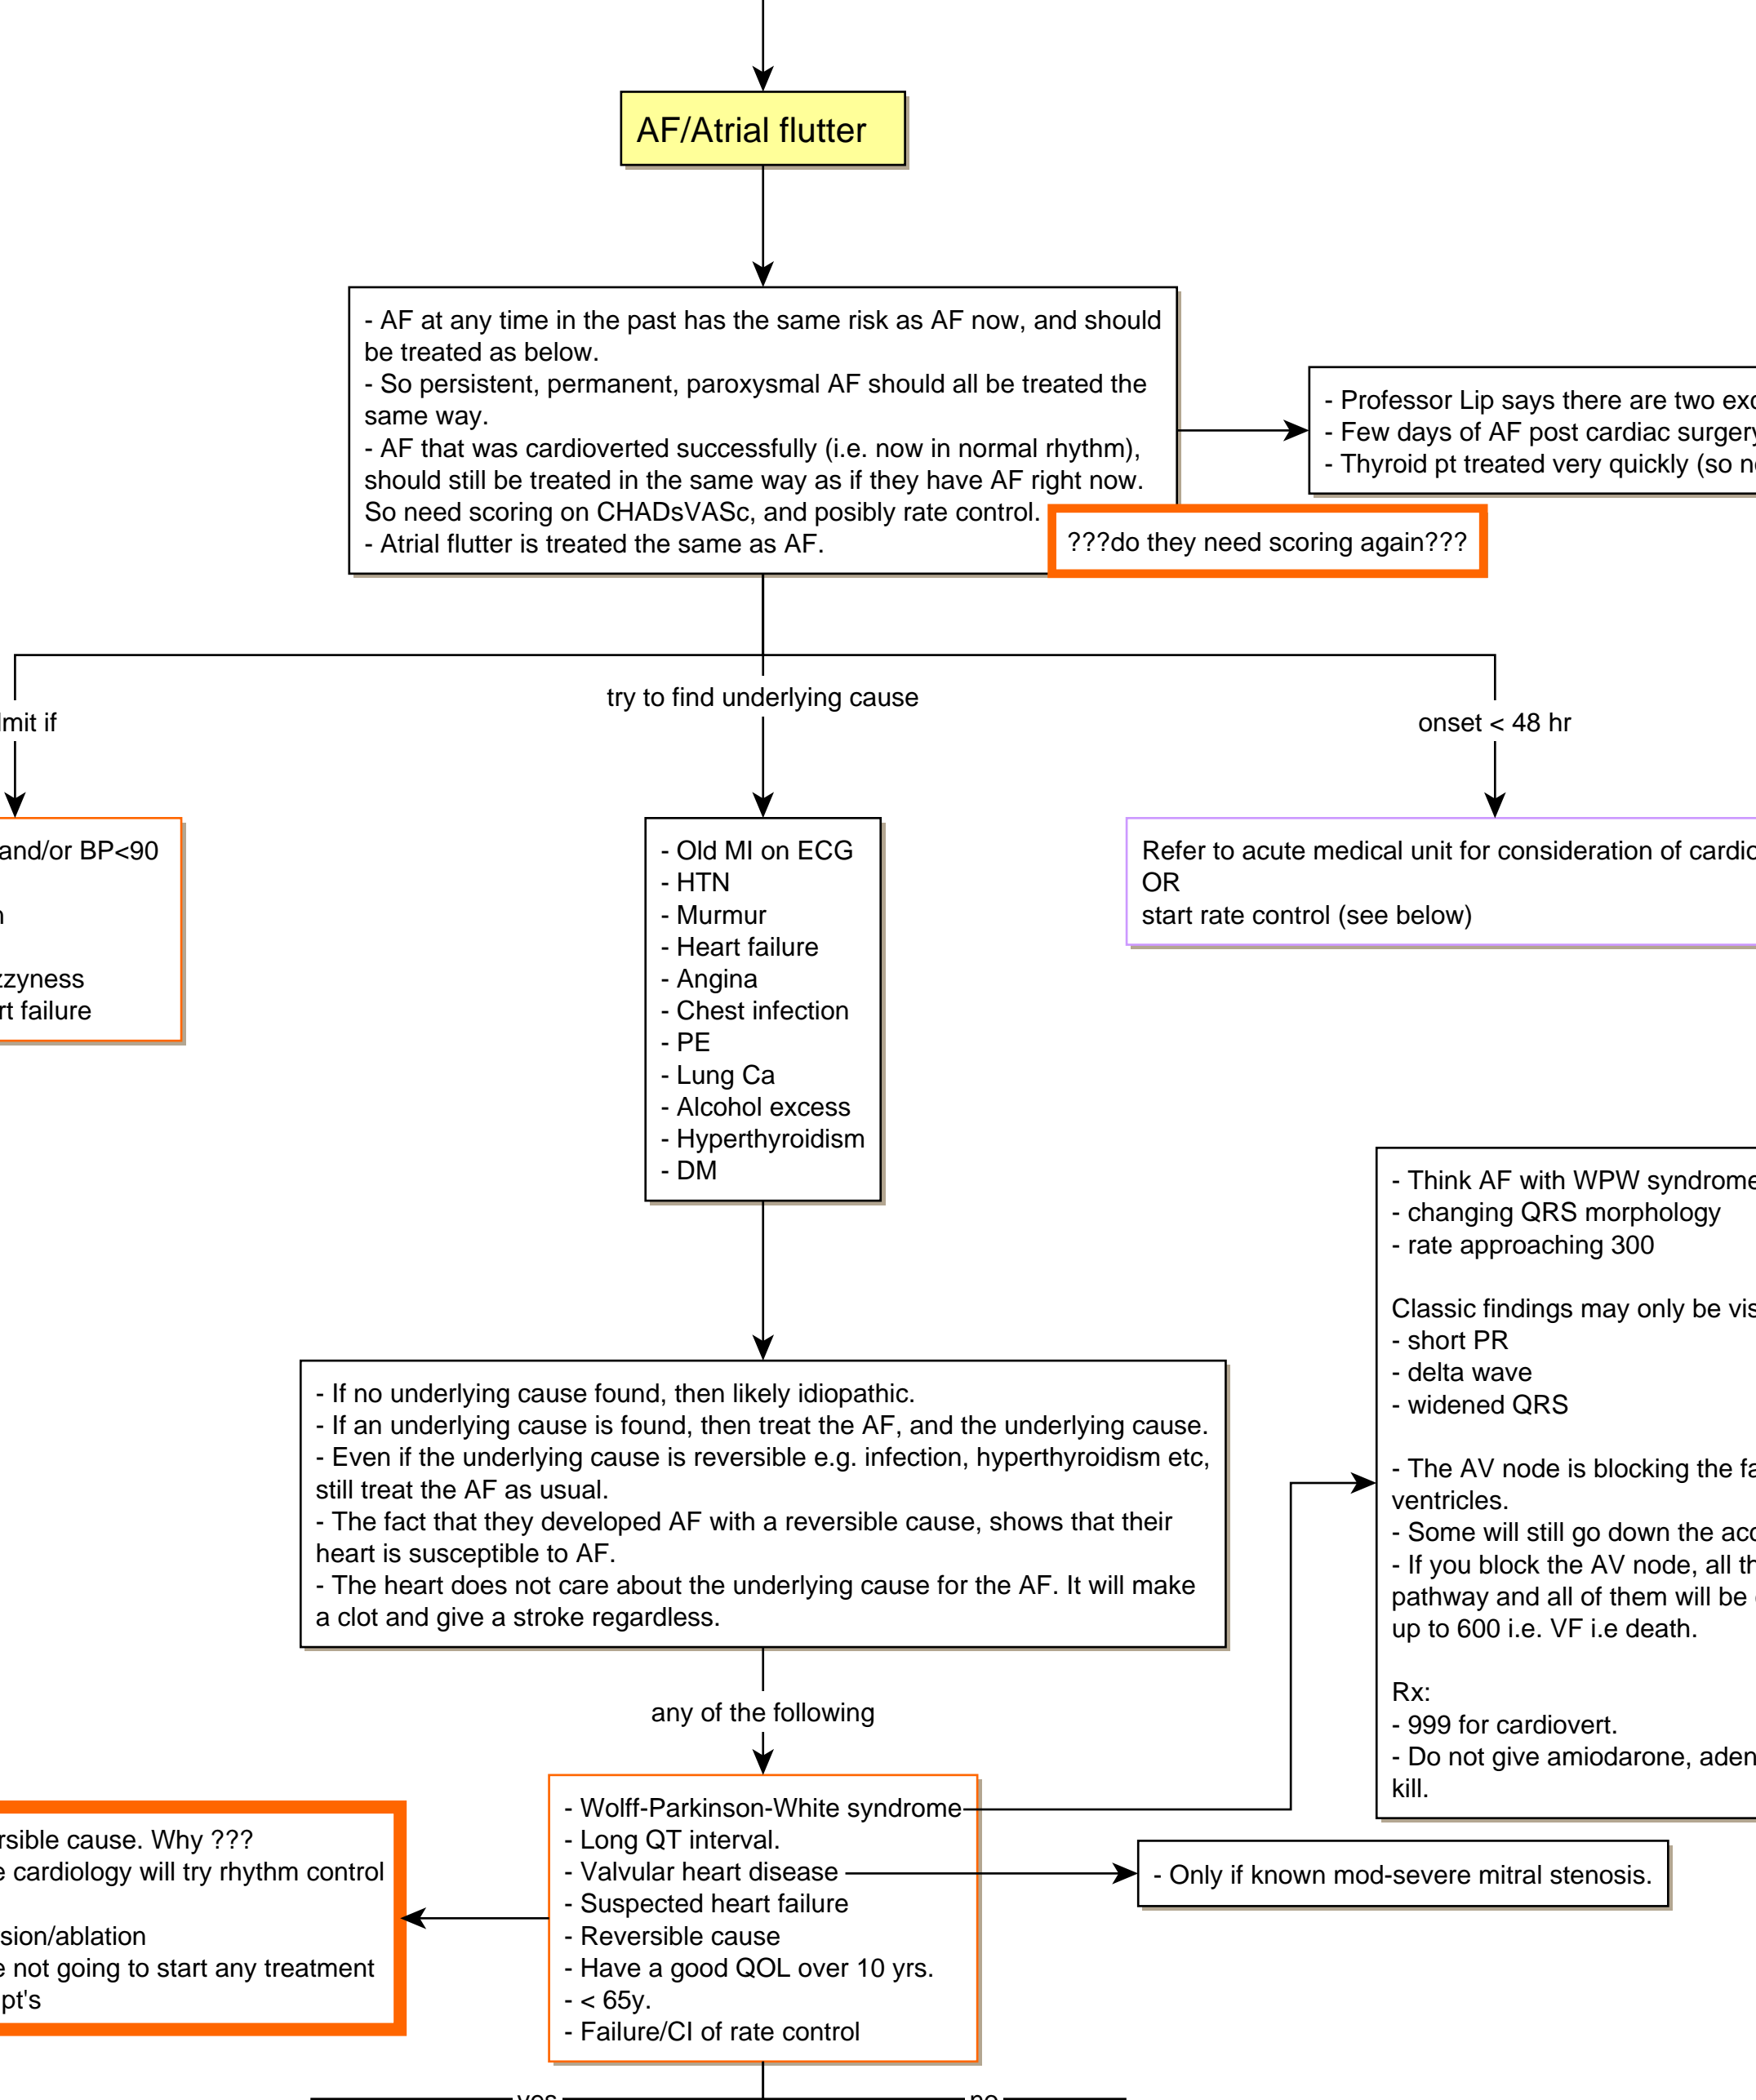 AF/Atrial flutter
- AF at any time in the past has the same risk as AF now, and should
be treated as below.
- So persistent, permanent, paroxysmal AF should all be treated the
same way.
- AF that was cardioverted successfully (i.e. now in normal rhythm),
should still be treated in the same way as if they have AF right now.
So need scoring on CHADsVASc, and posibly rate control.
- Atrial flutter is treated the same as AF.
- Professor Lip says there are two
- Few days of AF post cardiac surgery
- Thyroid pt treated very quickly (so
???do they need scoring again???
if
try to find underlying cause
onset < 48 hr
and/or BP<90
failure
- Old MI on ECG
- HTN
- Murmur
- Heart failure
- Angina
- Chest infection
- PE
- Lung Ca
- Alcohol excess
- Hyperthyroidism
- DM
Refer to acute medical unit for consideration of
OR
start rate control (see below)
- Think AF with WPW syndrome
- changing QRS morphology
- rate approaching 300
Classic findings may only be
- short PR
- delta wave
- widened QRS
- The AV node is blocking the
ventricles.
- Some will still go down the
- If you block the AV node, all
pathway and all of them will be
up to 600 i.e. VF i.e death.
Rx:
- 999 for cardiovert.
- Do not give amiodarone,
kill.
- If no underlying cause found, then likely idiopathic.
- If an underlying cause is found, then treat the AF, and the underlying cause.
- Even if the underlying cause is reversible e.g. infection, hyperthyroidism etc,
still treat the AF as usual.
- The fact that they developed AF with a reversible cause, shows that their
heart is susceptible to AF.
- The heart does not care about the underlying cause for the AF. It will make
a clot and give a stroke regardless.
any of the following
- Wolff-Parkinson-White syndrome
- Long QT interval.
- Valvular heart disease
- Suspected heart failure
- Reversible cause
- Have a good QOL over 10 yrs.
- < 65y.
- Failure/CI of rate control
- Only if known mod-severe mitral stenosis.
cause. Why ???
cardiology will try rhythm control
not going to start any treatment
pt's
yes
no